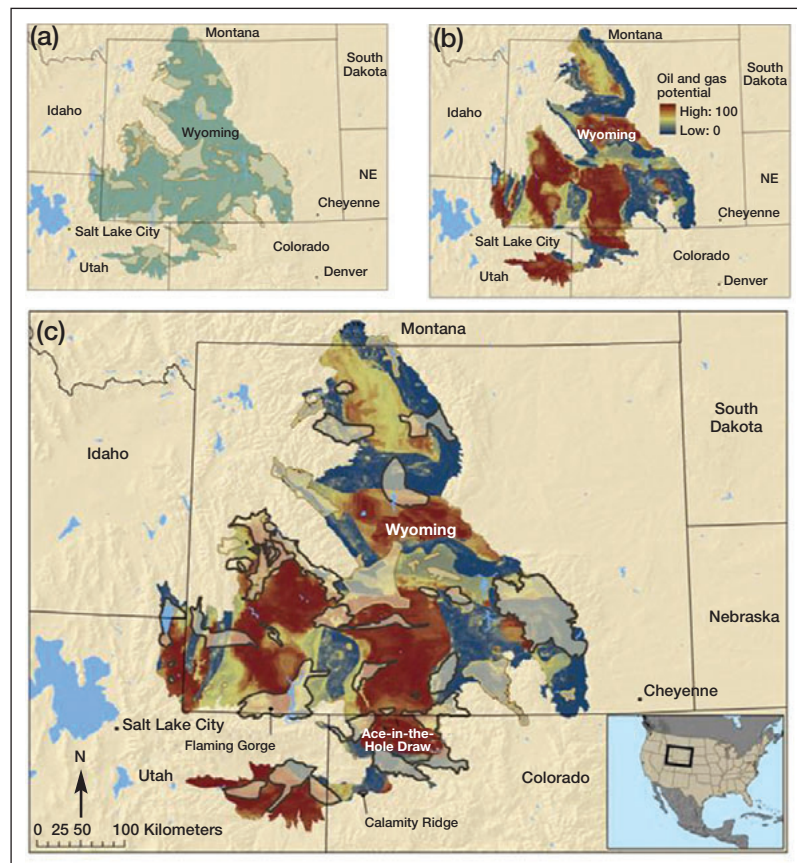 (a)
Montana
South
Dakota
Idaho
Wyoming
NE
Cheyenne
Salt Lake City
Colorado
Utah
Denver
(b)
Montana
South
Dakota
Oil and gas
potential
High: 100
Low: 0
Idaho
Wyoming
NE
Cheyenne
Salt Lake City
Colorado
Utah
Denver
(c)
Montana
South
Dakota
Idaho
Wyoming
Nebraska
Cheyenne
Salt Lake City
Flaming Gorge
Ace-in-the-
Hole Draw
N
Utah
Colorado
Calamity Ridge
0 25 50 100 Kilometers